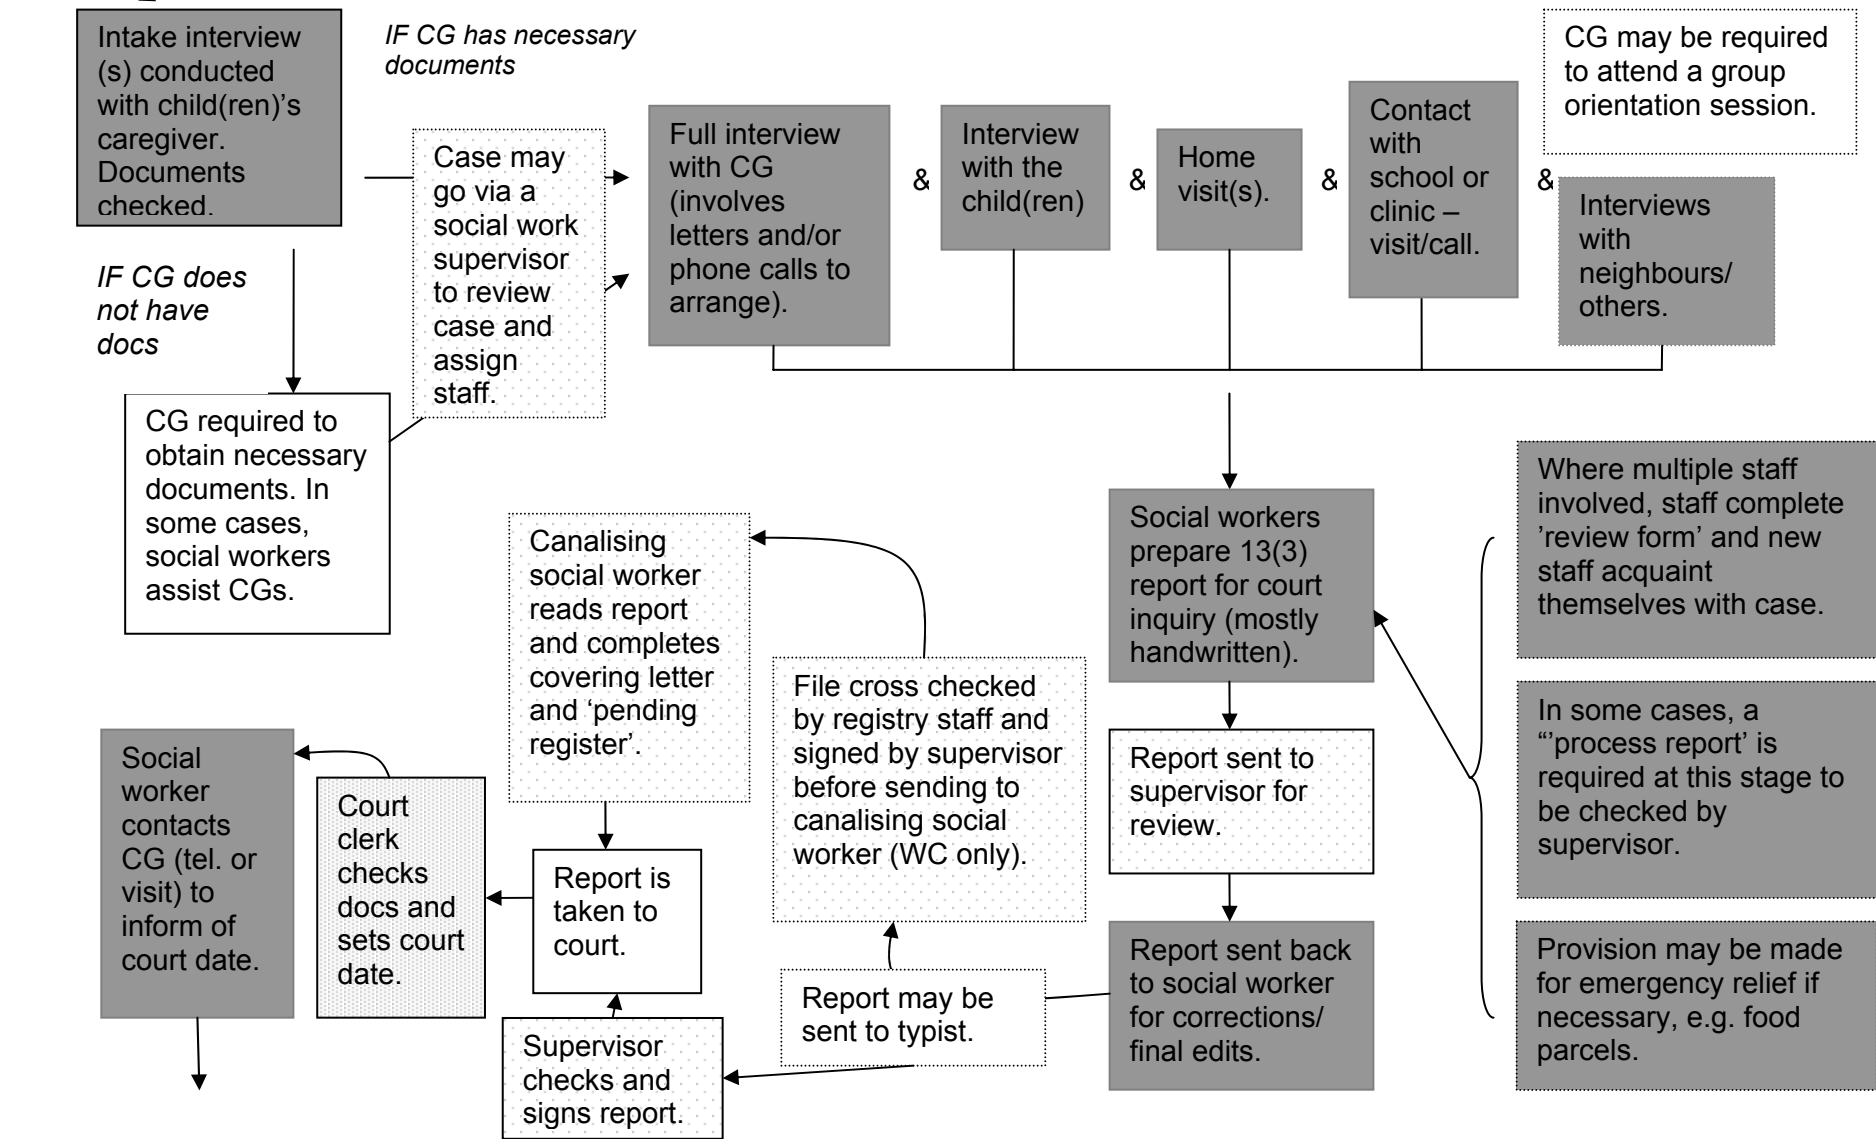 Intake interview
(s) conducted
with child(ren)’s
caregiver.
Documents
checked.
IF CG has necessary
documents
IF CG does
not have
docs
CG required to
obtain necessary
documents. In
some cases,
social workers
assist CGs.
Case may
go via a
social work
supervisor
to review
case and
assign
staff.
Full interview
with CG
(involves
letters and/or
phone calls to
arrange).
&
Interview
with the
child(ren)
&
Home
visit(s).
&
Contact
with
school or
clinic –
visit/call.
&
CG may be required
to attend a group
orientation session.
Interviews
with
neighbours/
others.
Social workers
prepare 13(3)
report for court
inquiry (mostly
handwritten).
Where multiple staff
involved, staff complete
’review form’ and new
staff acquaint
themselves with case.
In some cases, a
“’process report’ is
required at this stage to
be checked by
supervisor.
Provision may be made
for emergency relief if
necessary, e.g. food
parcels.
Report sent to
supervisor for
review.
Report sent back
to social worker
for corrections/
final edits.
Report may be
sent to typist.
File cross checked
by registry staff and
signed by supervisor
before sending to
canalising social
worker (WC only).
Canalising
social worker
reads report
and completes
covering letter
and ‘pending
register’.
Supervisor
checks and
signs report.
Report is
taken to
court.
Court
clerk
checks
docs and
sets court
date.
Social
worker
contacts
CG (tel. or
visit) to
inform of
court date.